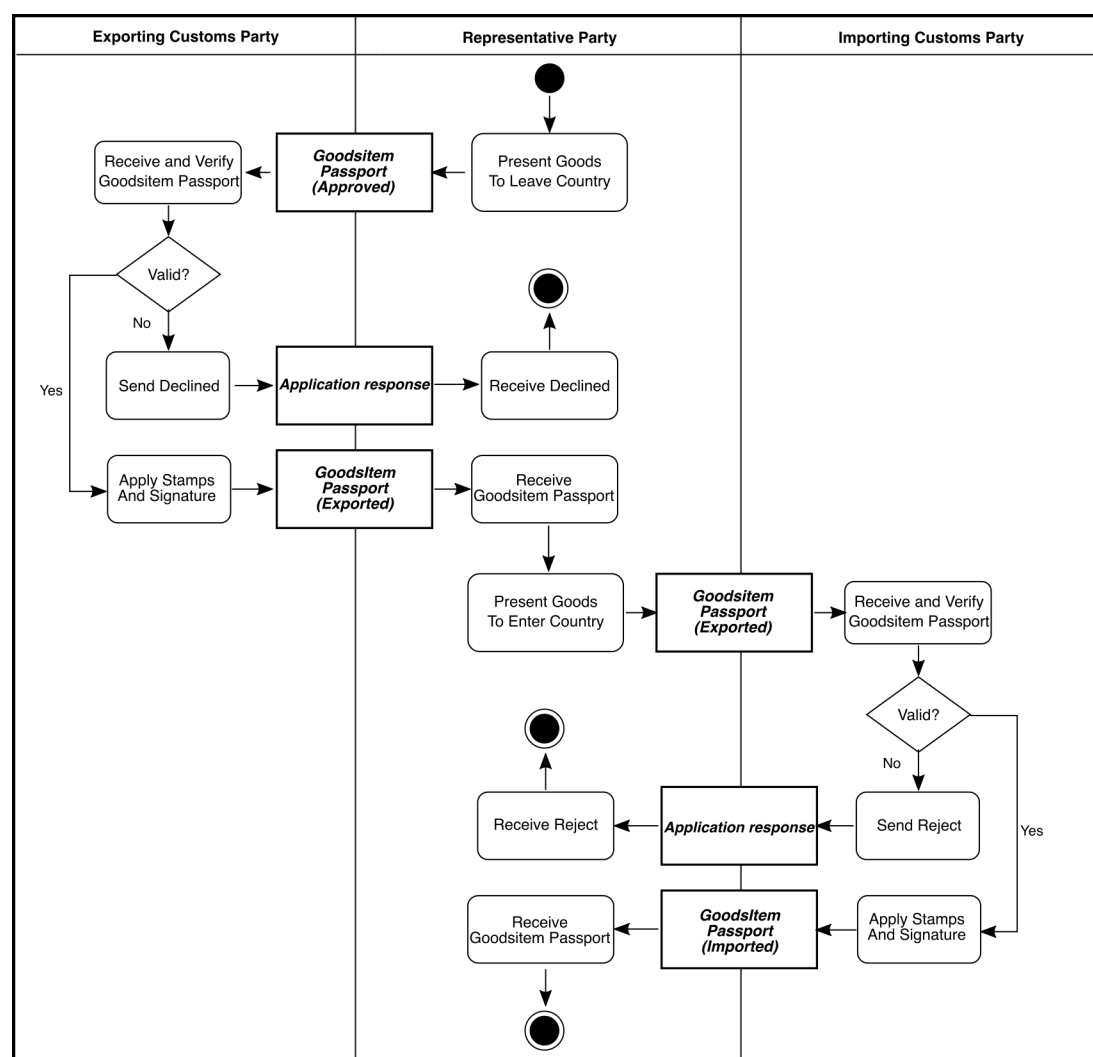 Exporting Customs Party
Representative Party
Importing Customs Party
Receive and Verify
Goodsitem Passport
Goodsitem
Passport
(Approved)
Present Goods
To Leave Country
Valid?
No
Yes
Send Declined
Application response
Receive Declined
Apply Stamps
And Signature
GoodsItem
Passport
(Exported)
Receive
Goodsitem Passport
Present Goods
To Enter Country
Goodsitem
Passport
(Exported)
Receive and Verify
Goodsitem Passport
Valid?
No
Yes
Receive Reject
Application response
Send Reject
Receive
Goodsitem Passport
GoodsItem
Passport
(Imported)
Apply Stamps
And Signature